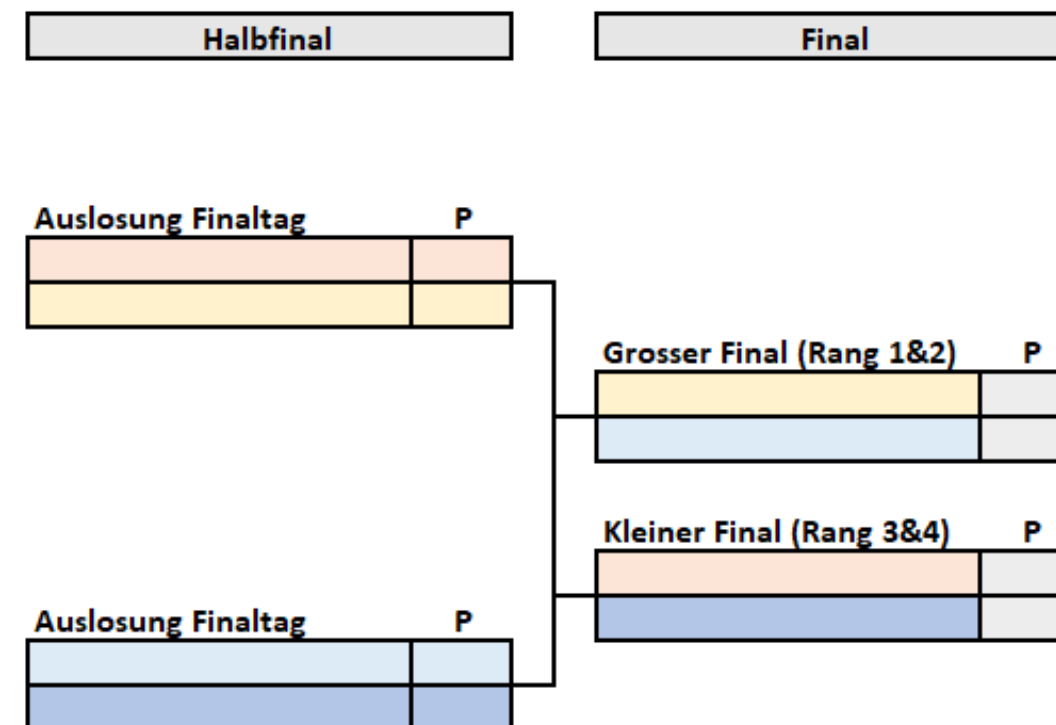 Halbfinal
Final
Auslosung Finaltag P
Grosser Final (Rang 1&2) P
Kleiner Final (Rang 3&4) P
Auslosung Finaltag P